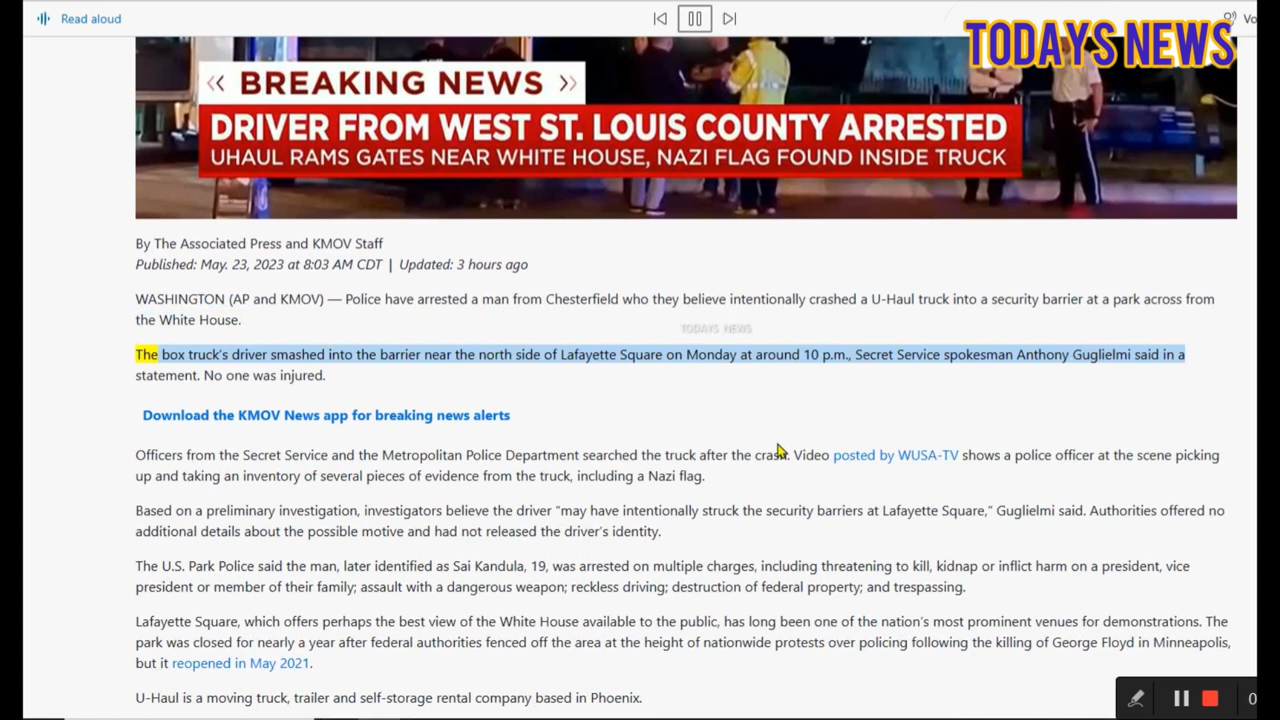 Read aloud
Vo
TODAYS NEWS
<< BREAKING NEWS >>
DRIVER FROM WEST ST. LOUIS COUNTY ARRESTED
UHAUL RAMS GATES NEAR WHITE HOUSE, NAZI FLAG FOUND INSIDE TRUCK
By The Associated Press and KMOV Staff
Published: May. 23, 2023 at 8:03 AM CDT | Updated: 3 hours ago
WASHINGTON (AP and KMOV) — Police have arrested a man from Chesterfield who they believe intentionally crashed a U-Haul truck into a security barrier at a park across from
the White House.
TODAYS NEWS
The box truck's driver smashed into the barrier near the north side of Lafayette Square on Monday at around 10 p.m., Secret Service spokesman Anthony Guglielmi said in a
statement. No one was injured.
Download the KMOV News app for breaking news alerts
Officers from the Secret Service and the Metropolitan Police Department searched the truck after the crash. Video posted by WUSA-TV shows a police officer at the scene picking
up and taking an inventory of several pieces of evidence from the truck, including a Nazi flag.
Based on a preliminary investigation, investigators believe the driver “may have intentionally struck the security barriers at Lafayette Square,” Guglielmi said. Authorities offered no
additional details about the possible motive and had not released the driver’s identity.
The U.S. Park Police said the man, later identified as Sai Kandula, 19, was arrested on multiple charges, including threatening to kill, kidnap or inflict harm on a president, vice
president or member of their family; assault with a dangerous weapon; reckless driving; destruction of federal property; and trespassing.
Lafayette Square, which offers perhaps the best view of the White House available to the public, has long been one of the nation’s most prominent venues for demonstrations. The
park was closed for nearly a year after federal authorities fenced off the area at the height of nationwide protests over policing following the killing of George Floyd in Minneapolis,
but it reopened in May 2021.
U-Haul is a moving truck, trailer and self-storage rental company based in Phoenix.
0